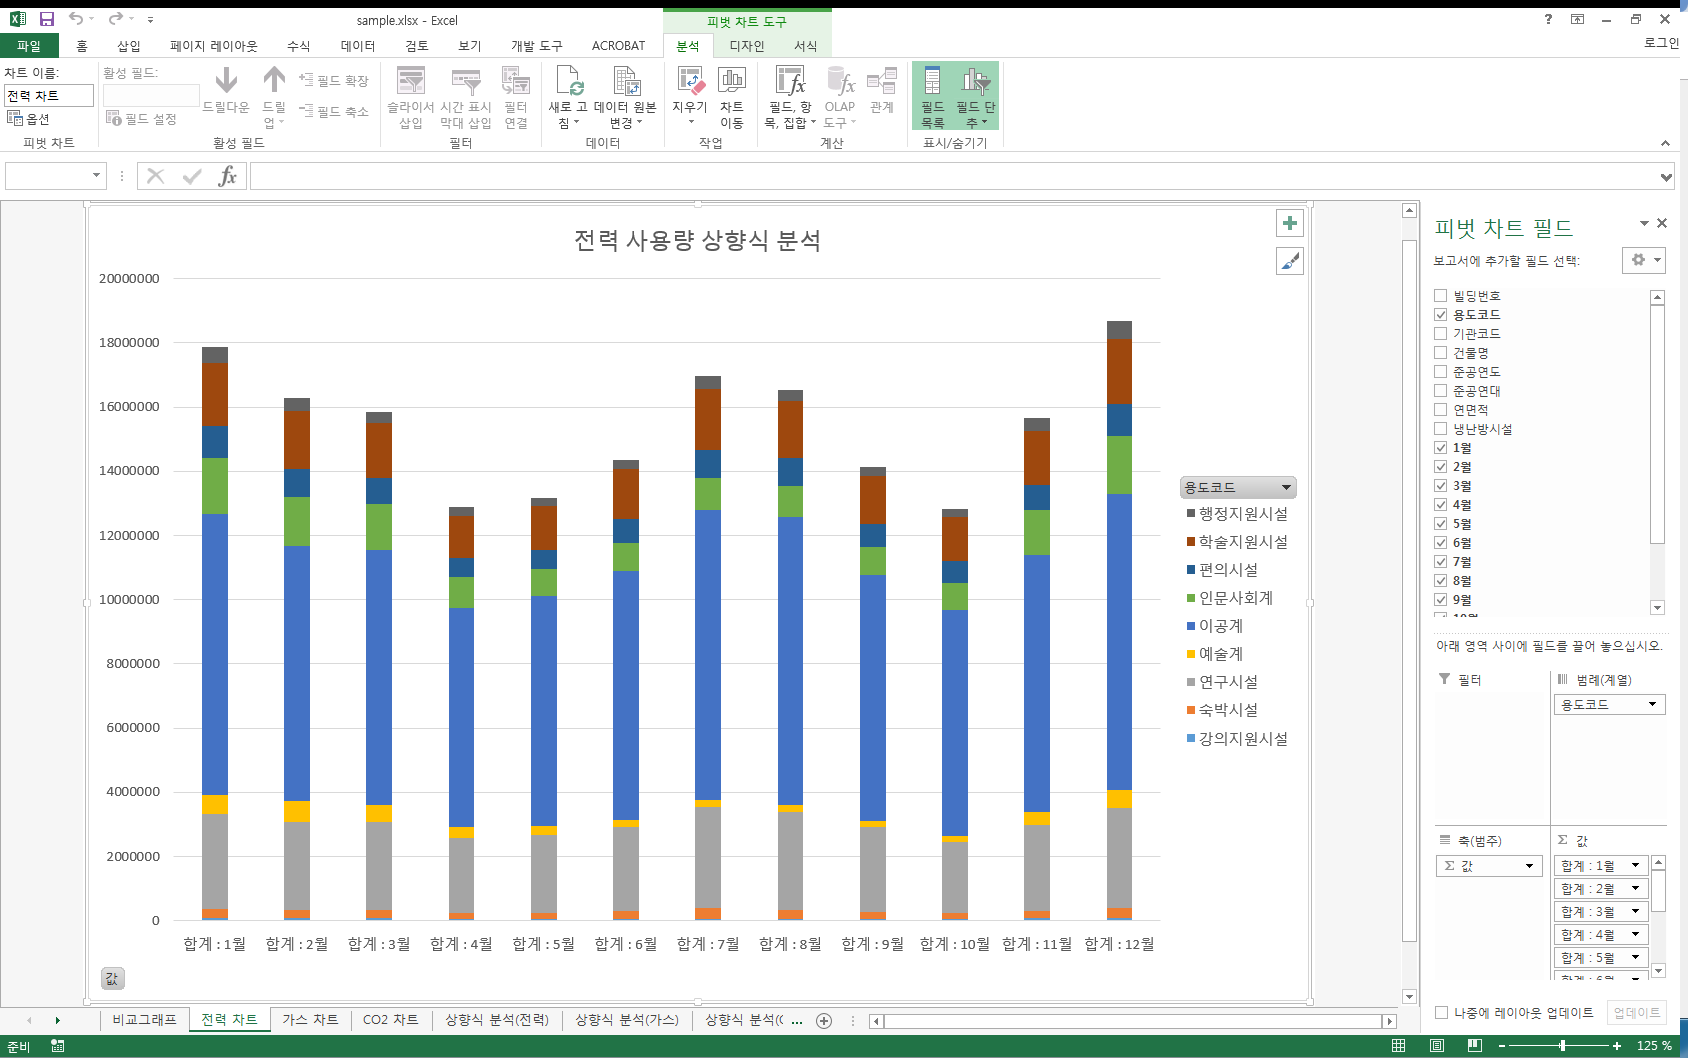 sample.xlsx - Excel
피벗 차트 도구
?
파일 홈 삽입 페이지 레이아웃 수식 데이터 검토 보기 개발 도구 ACROBAT 분석 디자인 서식
로그인
차트 이름:
전력 차트
옵션
피벗 차트
활성 필드:
필드 설정
드릴다운
드릴
업
필드 확장
필드 축소
활성 필드
슬라이서
삽입
시간 표시
막대 삽입
필터
연결
필터
새로 고
침
데이터 원본
변경
데이터
지우기
차트
이동
작업
필드, 항
목, 집합
OLAP
도구
관계
계산
필드
목록
필드 단
추
표시/숨기기
fx
전력 사용량 상향식 분석
20000000
18000000
16000000
14000000
12000000
10000000
8000000
6000000
4000000
2000000
0
합계 : 1월 합계 : 2월 합계 : 3월 합계 : 4월 합계 : 5월 합계 : 6월 합계 : 7월 합계 : 8월 합계 : 9월 합계 : 10월 합계 : 11월 합계 : 12월
값
용도코드
행정지원시설
학술지원시설
편의시설
인문사회계
이공계
예술계
연구시설
숙박시설
강의지원시설
피벗 차트 필드
보고서에 추가할 필드 선택:
빌딩번호
용도코드
기관코드
건물명
준공연도
준공연대
연면적
냉난방시설
1월
2월
3월
4월
5월
6월
7월
8월
9월
10월
아래 영역 사이에 필드를 끌어 놓으십시오.
필터
범례(계열)
용도코드
축(범주)
Σ 값
Σ 값
합계 : 1월
합계 : 2월
합계 : 3월
합계 : 4월
합계 : 5월
합계 : 6월
나중에 레이아웃 업데이트
업데이트
비교그래프 전력 차트 가스 차트 CO2 차트 상향식 분석(전력) 상향식 분석(가스) 상향식 분석(C ...
준비
125 %